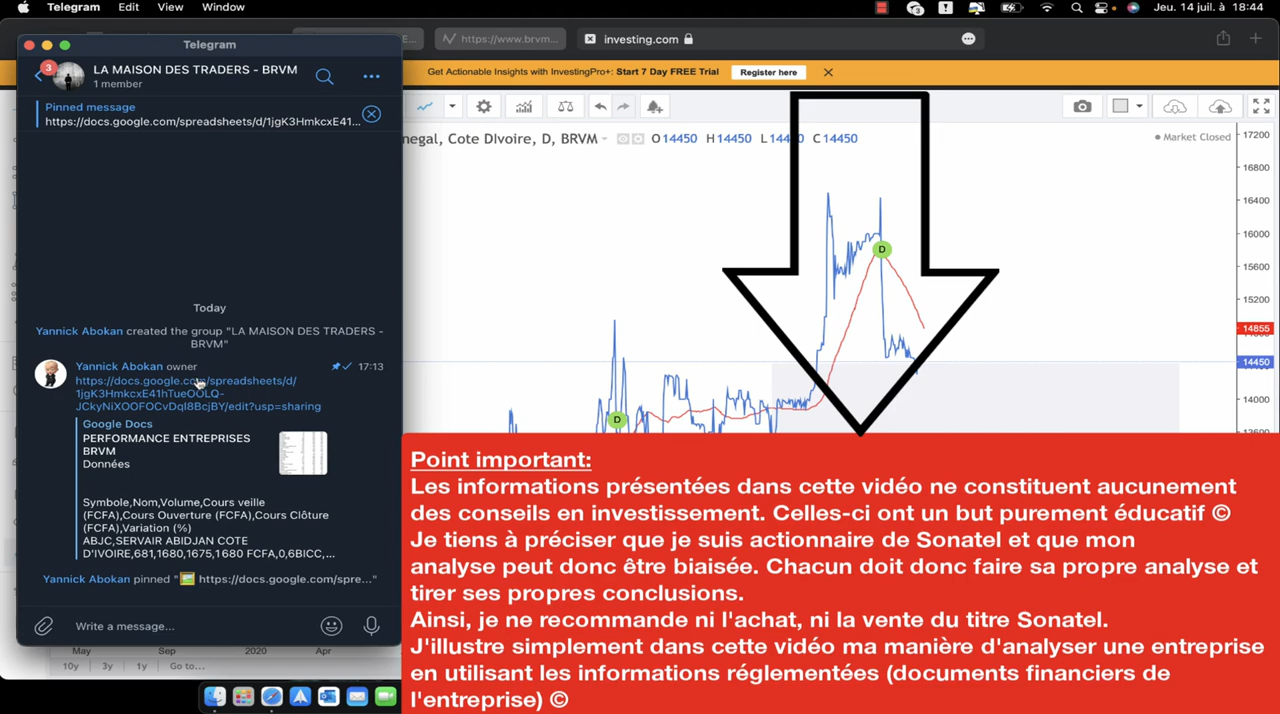 Telegram Edit View Window
3
Jeu. 14 juil. à 18:44
Telegram
3
LA MAISON DES TRADERS - BRVM
1 member
Pinned message
https://docs.google.com/spreadsheets/d/1jgK3HmkcxE41...
Today
Yannick Abokan created the group "LA MAISON DES TRADERS -
BRVM"
Yannick Abokan owner
17:13
https://docs.google.com/spreadsheets/d/
1jgK3HmkcxE41hTueOOLQ-
JCkyNiXOOFOCvDqI8BcjBY/edit?usp=sharing
Google Docs
PERFORMANCE ENTREPRISES
BRVM
Données
Symbole,Nom,Volume,Cours veille
(FCFA),Cours Ouverture (FCFA),Cours Clôture
(FCFA),Variation (%)
ABJC,SERVAIR ABIDJAN COTE
D'IVOIRE,681,1680,1675,1680 FCFA,0,6BICC,...
Yannick Abokan pinned " https://docs.google.com/spre..."
Write a message...
May Sep 2020 Apr
10y 3y 1y Go to...
E...
https://www.brvm...
investing.com
Get Actionable Insights with InvestingPro+: Start 7 Day FREE Trial
Register here
negal, Cote DIvoire, D, BRVM
O14450 H14450 L14450 C14450
Market Closed
17200
16800
16400
16000
15600
15200
14855
14450
14000
D
D
Point important:
Les informations présentées dans cette vidéo ne constituent aucunement
des conseils en investissement. Celles-ci ont un but purement éducatif ©
Je tiens à préciser que je suis actionnaire de Sonatel et que mon
analyse peut donc être biaisée. Chacun doit donc faire sa propre analyse et
tirer ses propres conclusions.
Ainsi, je ne recommande ni l'achat, ni la vente du titre Sonatel.
J'illustre simplement dans cette vidéo ma manière d'analyser une entreprise
en utilisant les informations réglementées (documents financiers de
l'entreprise) ©